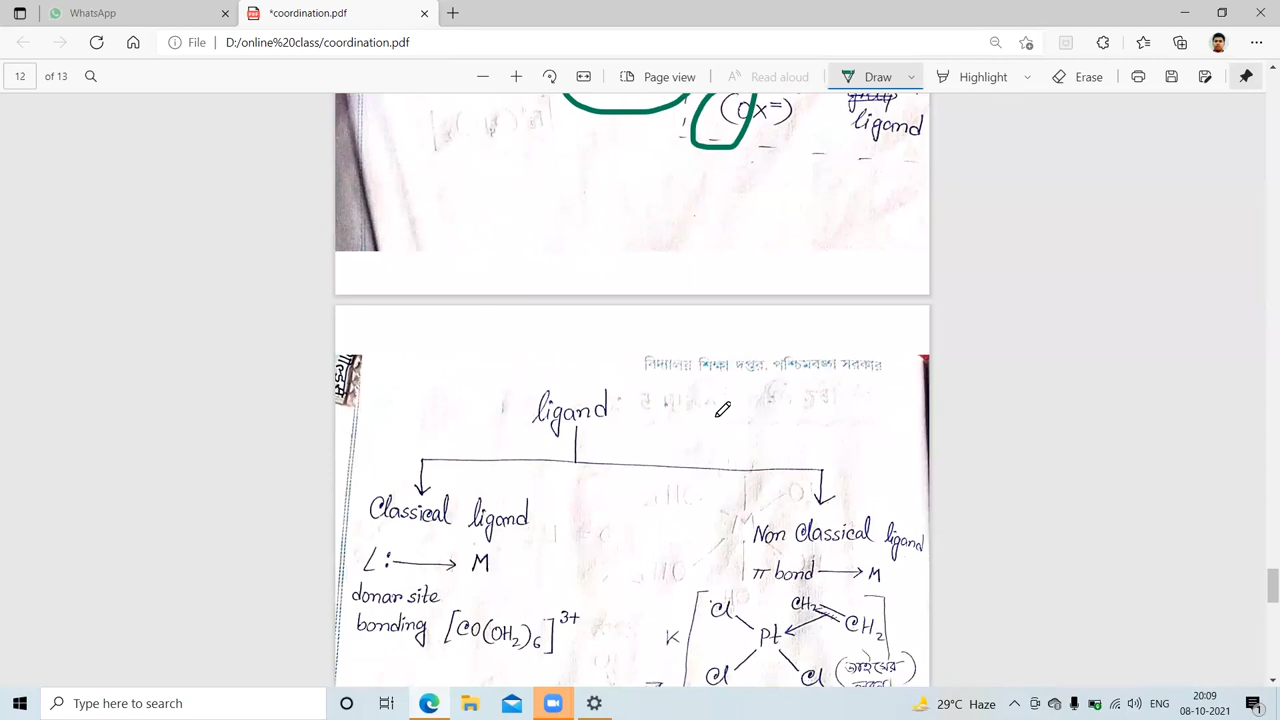 WhatsApp
*coordination.pdf
File
D:/online%20class/coordination.pdf
12 of 13
Page view
Read aloud
Draw
Highlight
Erase
(Ox=)
ligand
বিদ্যালয় শিক্ষা দপ্তর, পশ্চিমবঙ্গ সরকার
ligand:
Classical ligand
Non Classical ligand
L: → M
π bond → M
donar site
bonding [CO(OH2)6]3+
K [
Cl
CH2
CH2
Pt
Cl
Cl
Type here to search
29°C Haze
ENG
20:09
08-10-2021